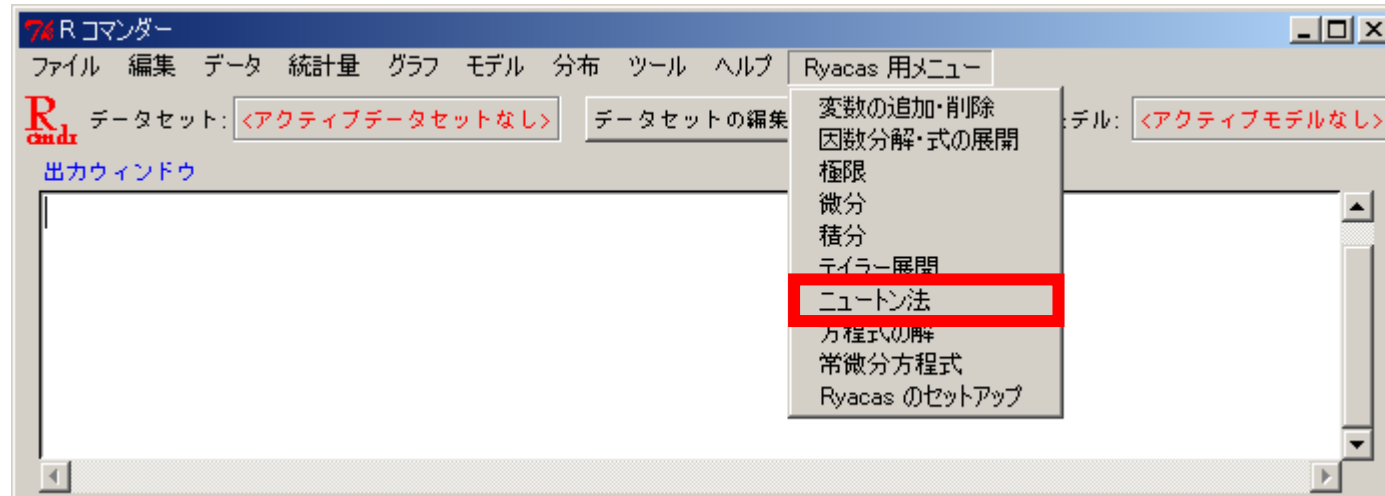 R コマンダー
ファイル 編集 データ 統計量 グラフ モデル 分布 ツール ヘルプ Ryacas 用メニュー
R cmdr データセット: <アクティブデータセットなし> データセットの編集 デル: <アクティブモデルなし>
出力ウィンドウ
変数の追加・削除
因数分解・式の展開
極限
微分
積分
テイラー展開
ニュートン法
方程式の解
常微分方程式
Ryacas のセットアップ